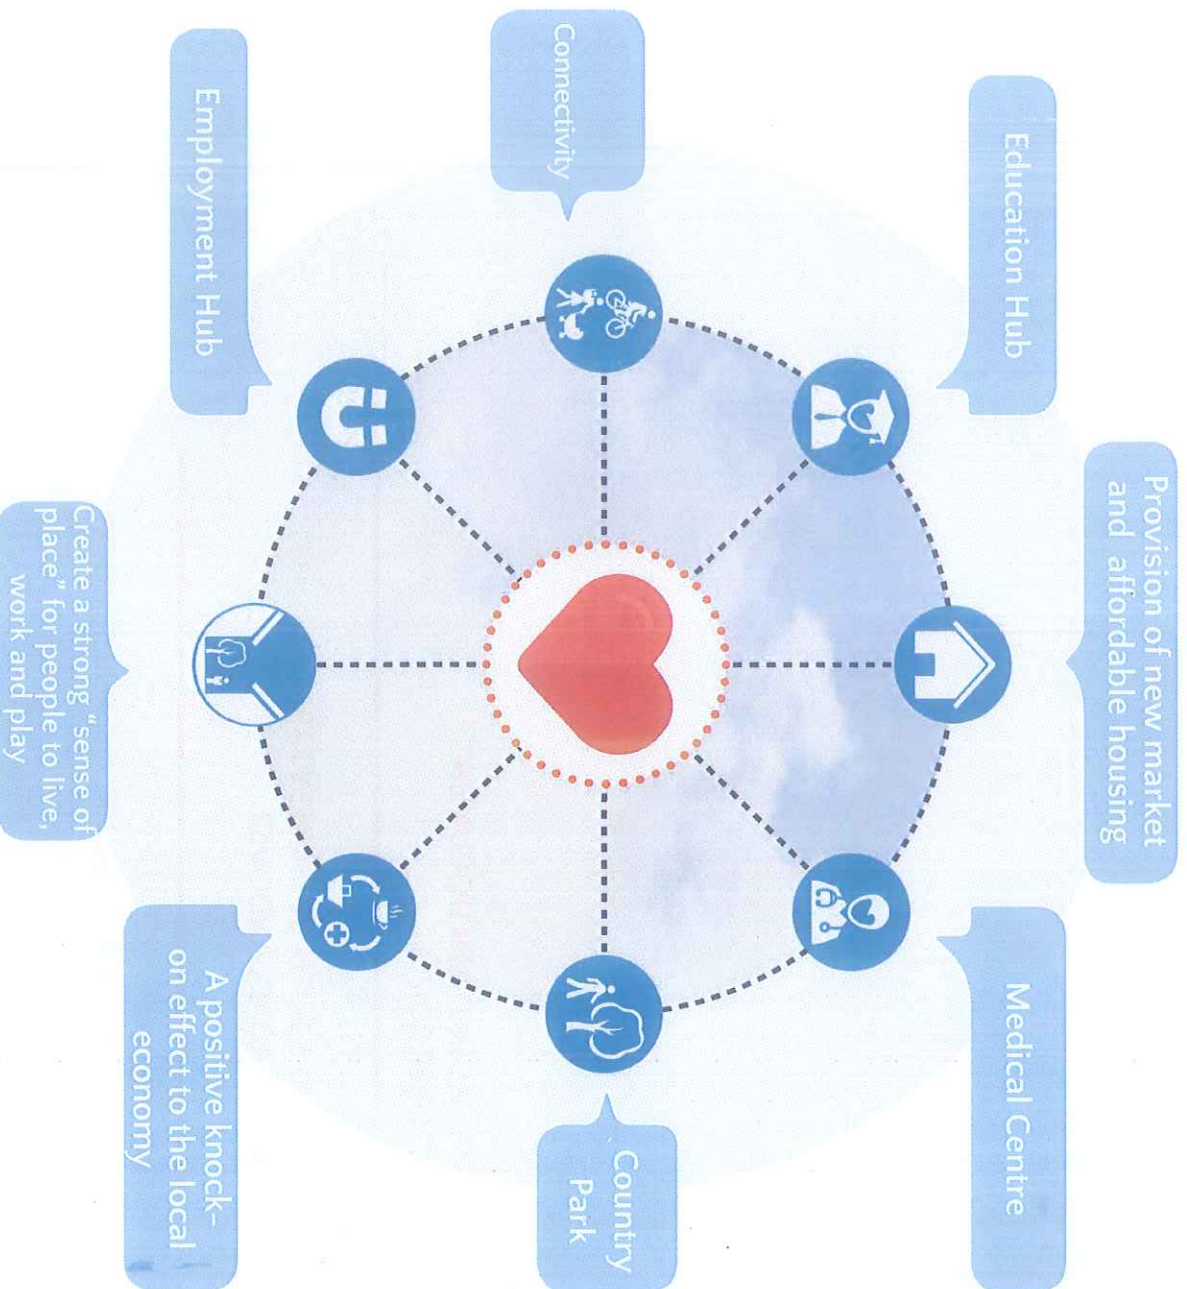 Provision of new market
and affordable housing
Education Hub
Medical Centre
Connectivity
Country
Park
Employment Hub
A positive knock-
on effect to the local
economy
Create a strong "sense of
place" for people to live,
work and play